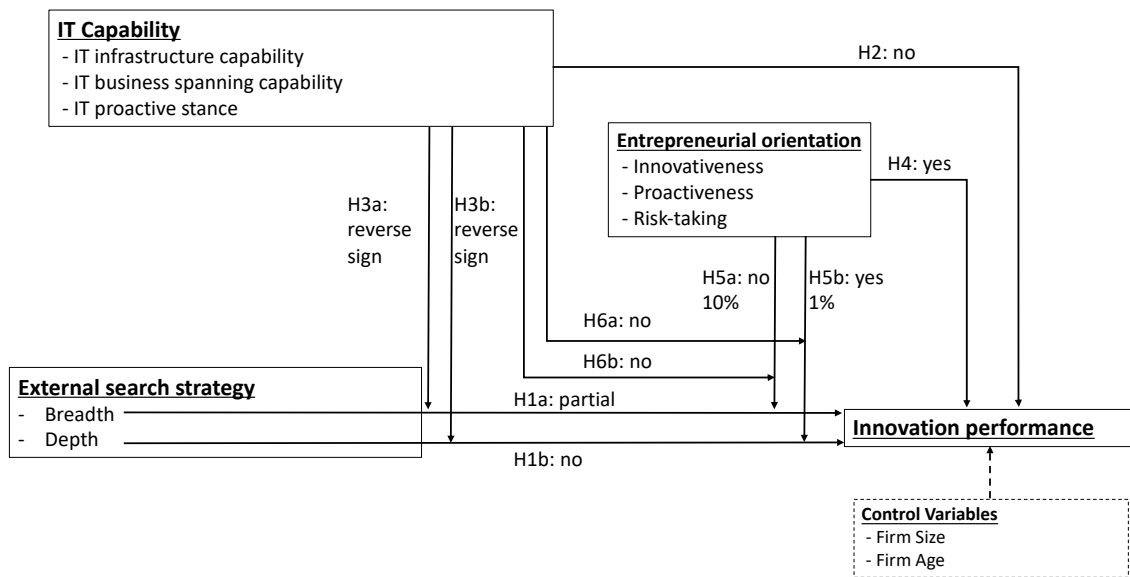 IT Capability
- IT infrastructure capability
- IT business spanning capability
- IT proactive stance
H2: no
Entrepreneurial orientation
- Innovativeness
- Proactiveness
- Risk-taking
H4: yes
H3a:
reverse
sign
H3b:
reverse
sign
H5a: no
10%
H5b: yes
1%
H6a: no
H6b: no
External search strategy
- Breadth
- Depth
H1a: partial
H1b: no
Innovation performance
Control Variables
- Firm Size
- Firm Age